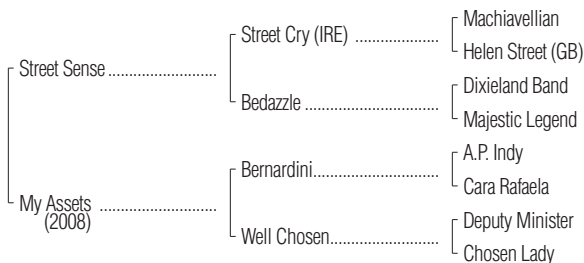 Machiavellian
Street Cry (IRE) ....................
Helen Street (GB)
Street Sense ..........................
Dixieland Band
Bedazzle ................................
Majestic Legend
A.P. Indy
Bernardini..............................
Cara Rafaela
My Assets ............................
(2008)
Deputy Minister
Well Chosen..........................
Chosen Lady